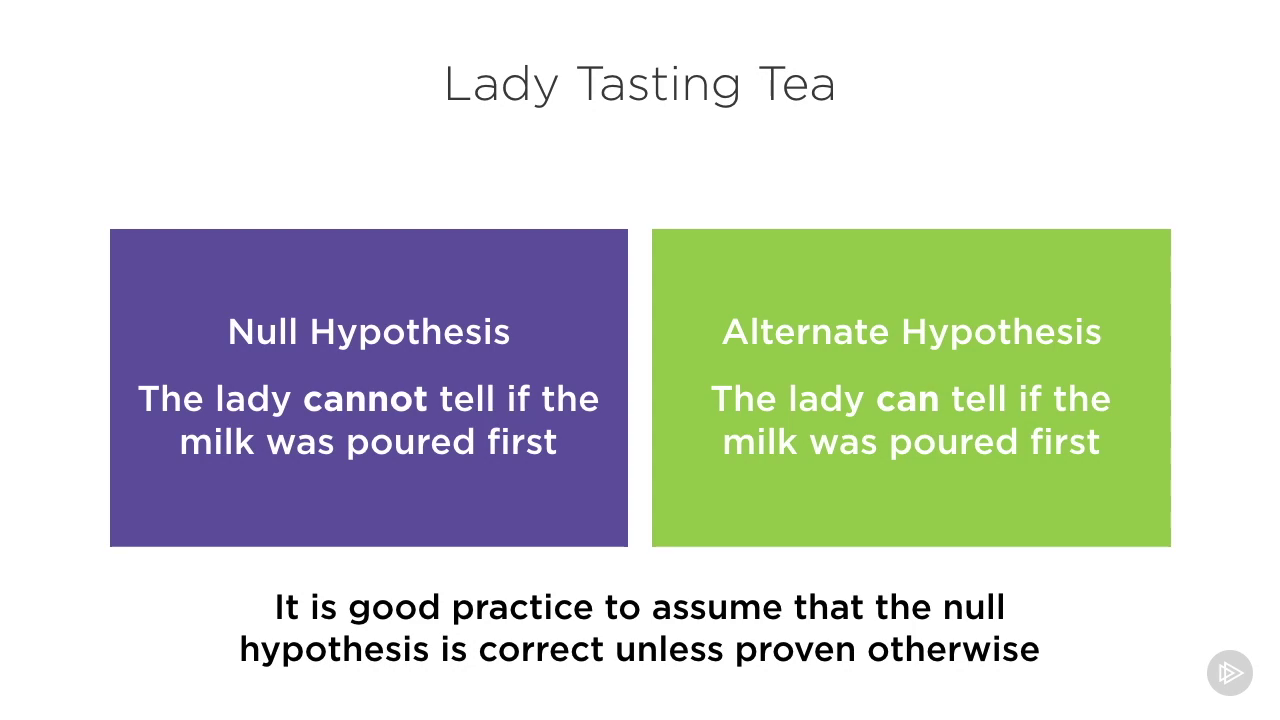 Lady Tasting Tea
Null Hypothesis
The lady cannot tell if the
milk was poured first
Alternate Hypothesis
The lady can tell if the
milk was poured first
It is good practice to assume that the null
hypothesis is correct unless proven otherwise